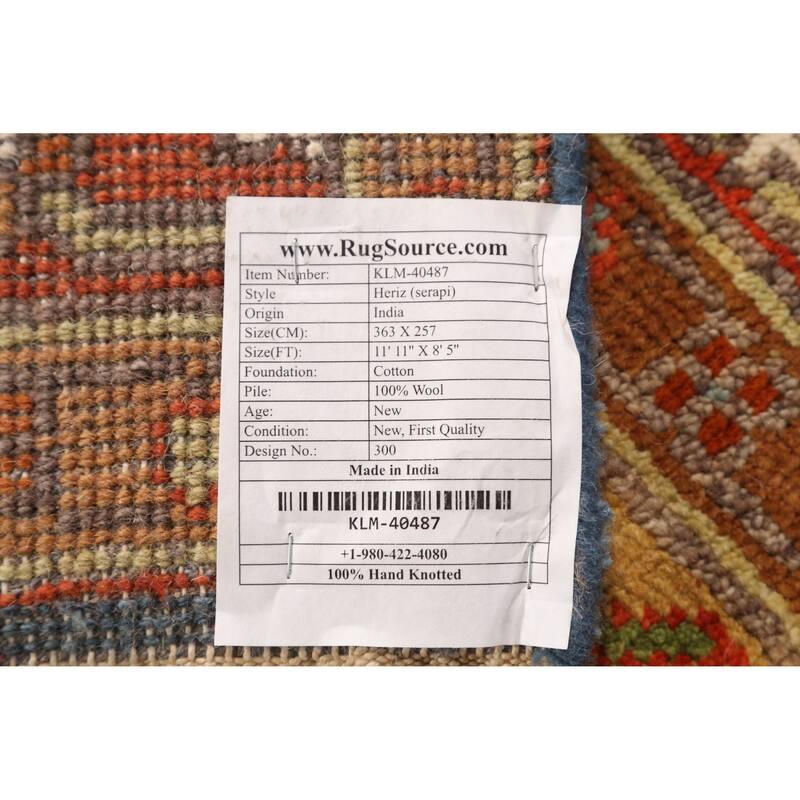 www.RugSource.com
Item Number: KLM-40487
Style Heriz (serapi)
Origin India
Size(CM): 363 X 257
Size(FT): 11' 11" X 8' 5"
Foundation: Cotton
Pile: 100% Wool
Age: New
Condition: New, First Quality
Design No.: 300
Made in India
KLM-40487
+1-980-422-4080
100% Hand Knotted